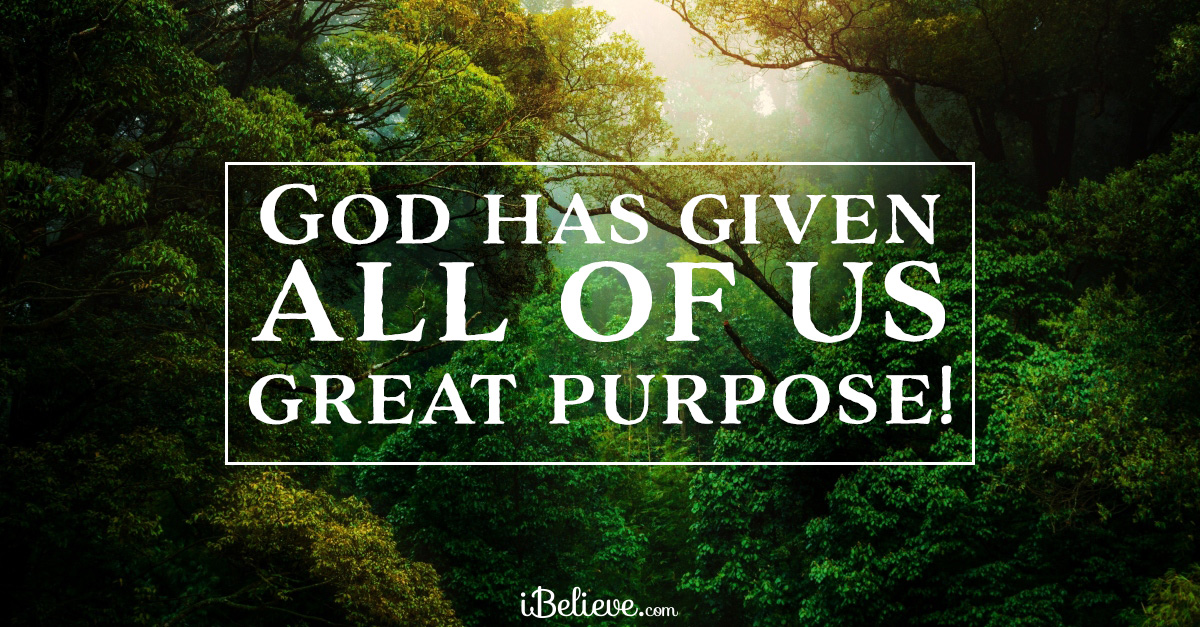 God has given
all of us
great purpose!
iBelieve.com